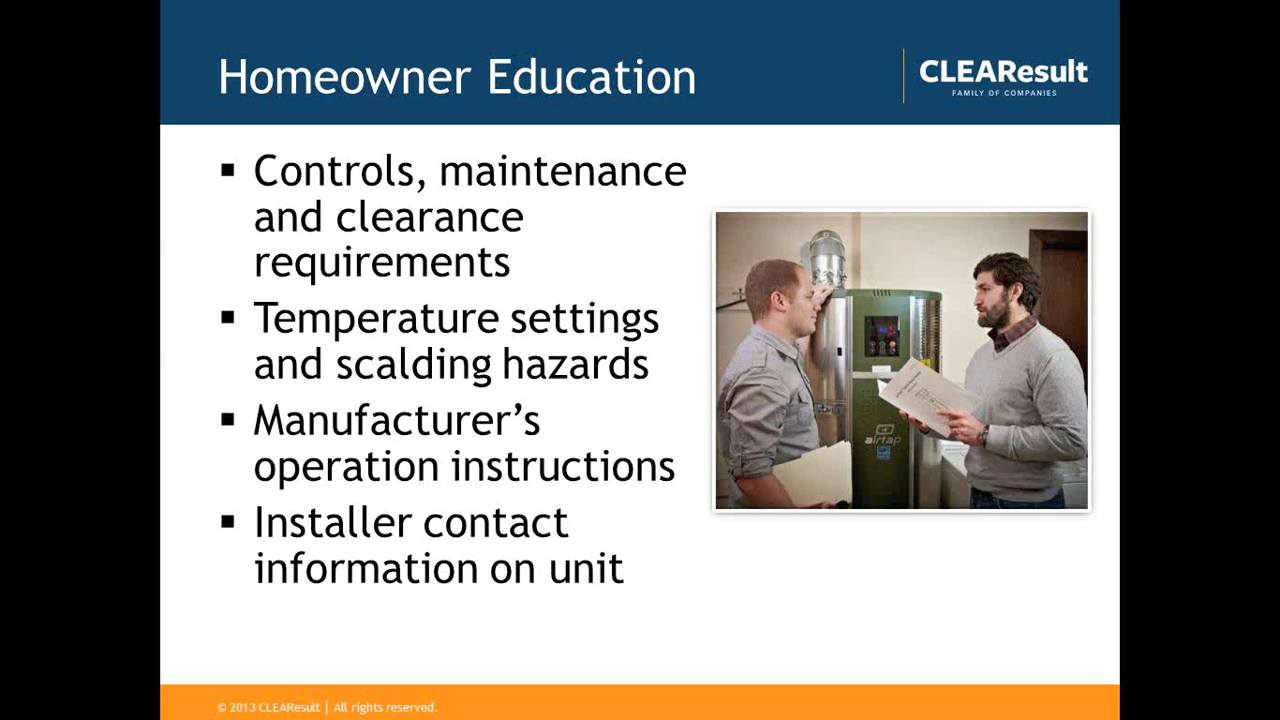 Homeowner Education
CLEAResult
FAMILY OF COMPANIES
▪ Controls, maintenance
and clearance
requirements
▪ Temperature settings
and scalding hazards
▪ Manufacturer’s
operation instructions
▪ Installer contact
information on unit
airtap
© 2013 CLEAResult | All rights reserved.